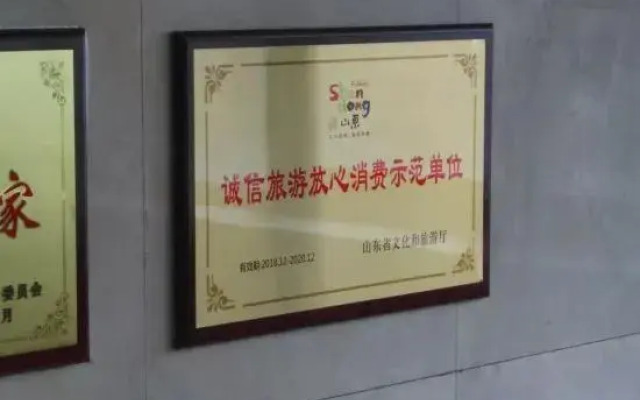 家
委员会
月
Shandong
山东
诚信旅游放心消费示范单位
有效期:2018.11-2020.12
山东省文化和旅游厅